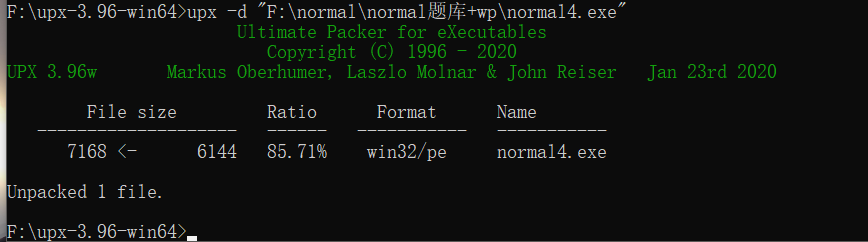 F:\upx-3.96-win64>upx -d "F:\normal\normal题库+wp\normal4.exe"
Ultimate Packer for eXecutables
Copyright (C) 1996 - 2020
UPX 3.96w Markus Oberhumer, Laszlo Molnar & John Reiser Jan 23rd 2020
File size Ratio Format Name
-------------------- ------ ----------- -----------
7168 <- 6144 85.71% win32/pe normal4.exe
Unpacked 1 file.
F:\upx-3.96-win64>